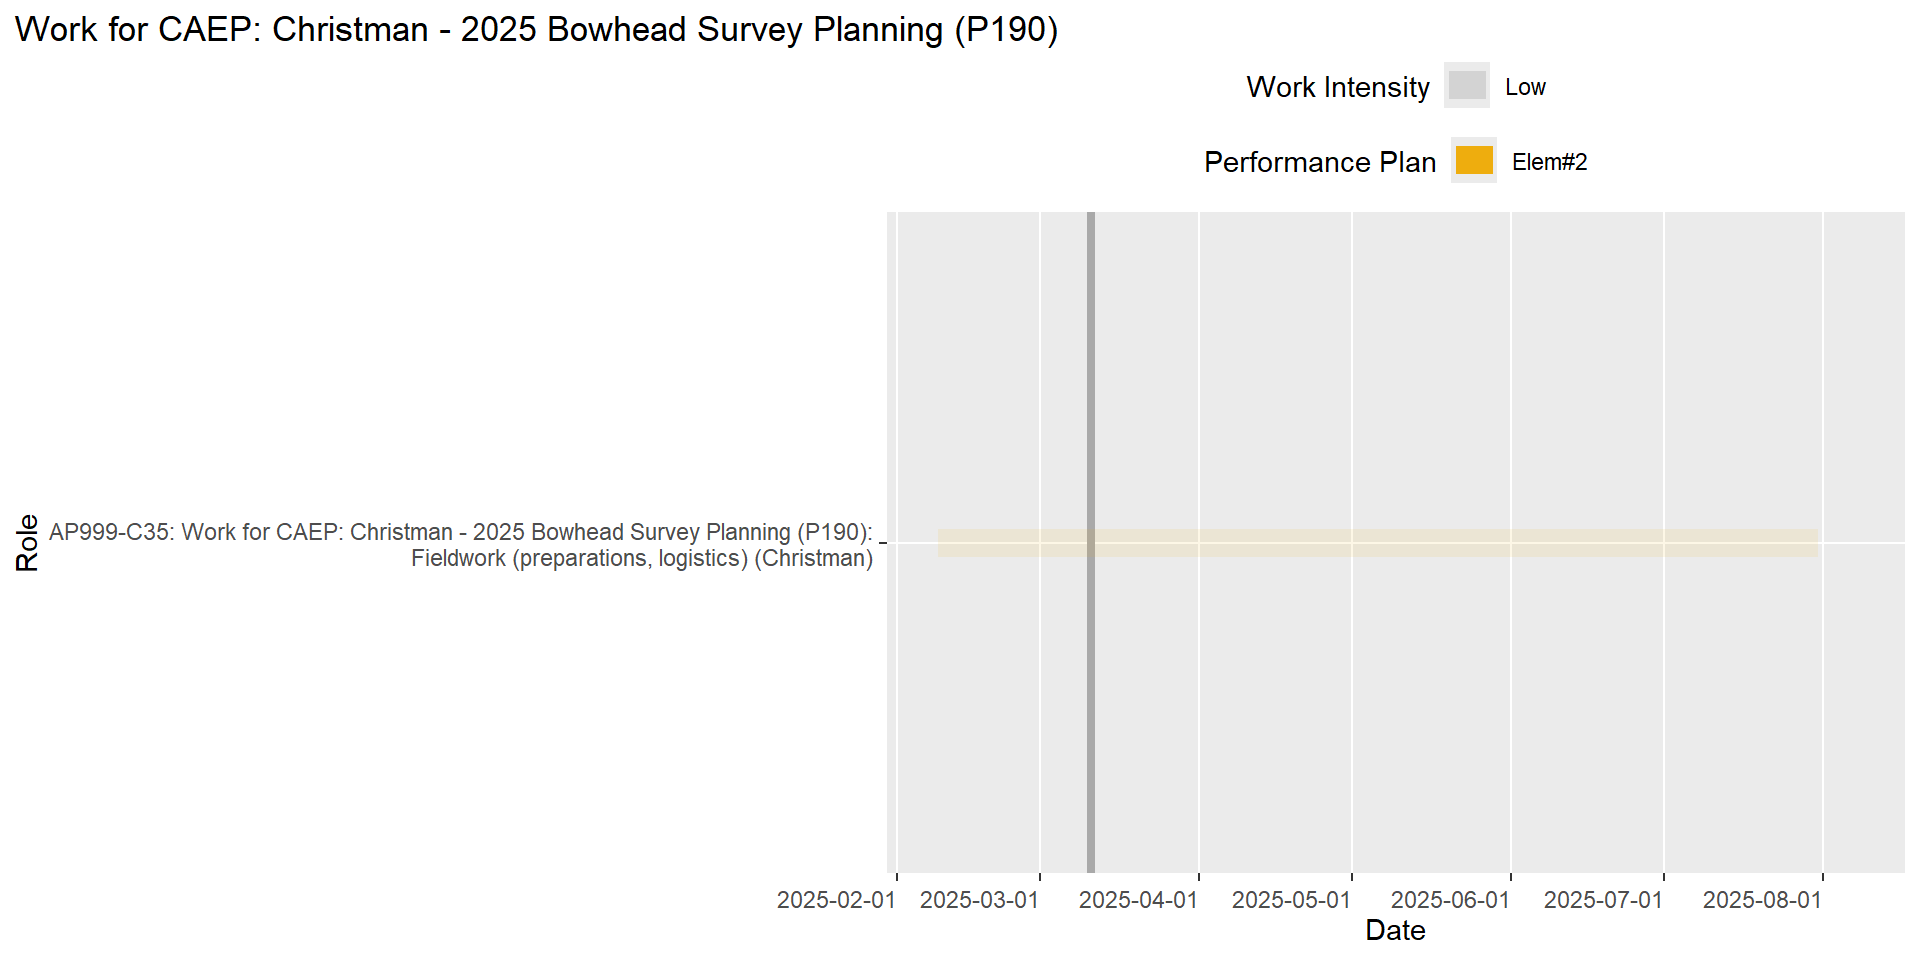 Work for CAEP: Christman - 2025 Bowhead Survey Planning (P190)
Work Intensity Low
Performance Plan Elem#2
Role
AP999-C35: Work for CAEP: Christman - 2025 Bowhead Survey Planning (P190):
Fieldwork (preparations, logistics) (Christman)
2025-02-01 2025-03-01 2025-04-01 2025-05-01 2025-06-01 2025-07-01 2025-08-01
Date